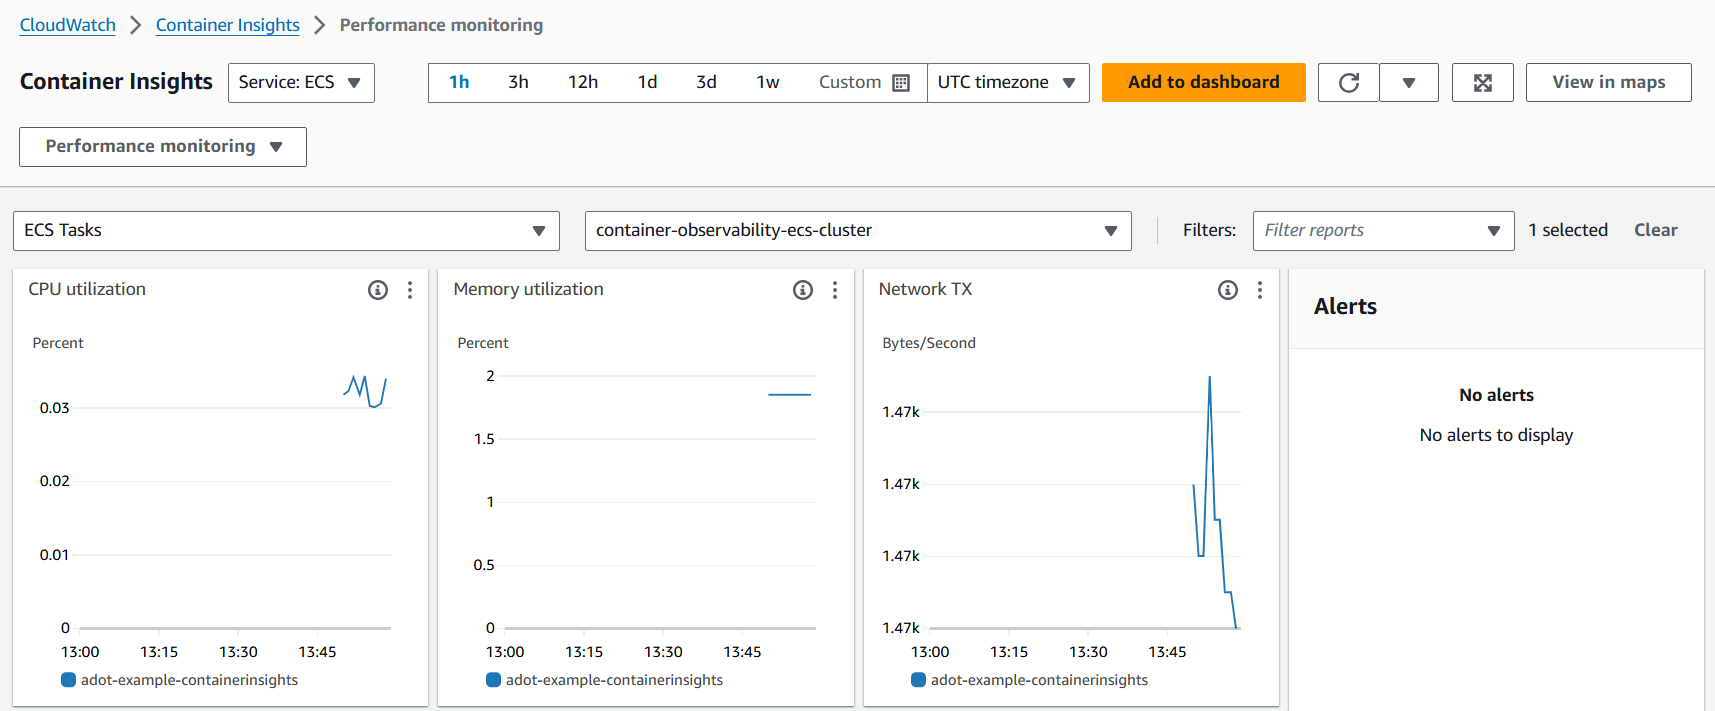 CloudWatch > Container Insights > Performance monitoring
Container Insights Service: ECS 1h 3h 12h 1d 3d 1w Custom UTC timezone Add to dashboard View in maps
Performance monitoring
ECS Tasks container-observability-ecs-cluster Filters: Filter reports 1 selected Clear
CPU utilization
Percent
0.03
0.02
0.01
0
13:00 13:15 13:30 13:45
adot-example-containerinsights
Memory utilization
Percent
2
1.5
1
0.5
0
13:00 13:15 13:30 13:45
adot-example-containerinsights
Network TX
Bytes/Second
1.47k
1.47k
1.47k
1.47k
13:00 13:15 13:30 13:45
adot-example-containerinsights
Alerts
No alerts
No alerts to display